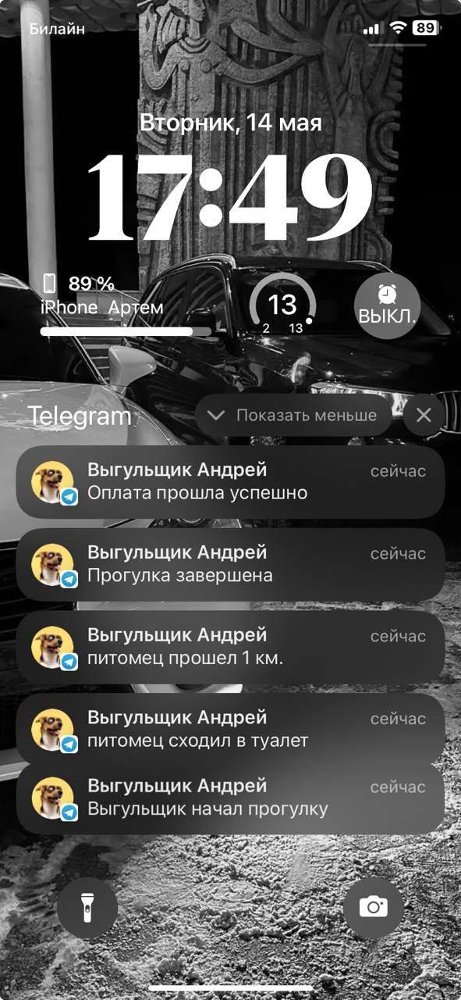 Билайн
89
Вторник, 14 мая
17:49
89 %
iPhone Артем
13
2 13
ВЫКЛ.
Telegram
Показать меньше
Выгульщик Андрей
сейчас
Оплата прошла успешно
Выгульщик Андрей
сейчас
Прогулка завершена
Выгульщик Андрей
сейчас
питомец прошел 1 км.
Выгульщик Андрей
сейчас
питомец сходил в туалет
Выгульщик Андрей
сейчас
Выгульщик начал прогулку